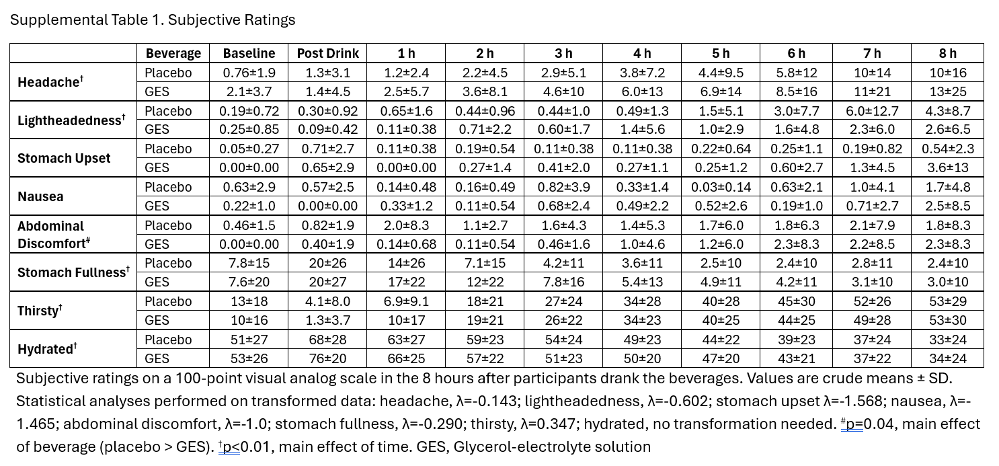 Supplemental Table 1. Subjective Ratings
Beverage Baseline Post Drink 1 h 2 h 3 h 4 h 5 h 6 h 7 h 8 h
Headache† Placebo 0.76±1.9 1.3±3.1 1.2±2.4 2.2±4.5 2.9±5.1 3.8±7.2 4.4±9.5 5.8±12 10±14 10±16
GES 2.1±3.7 1.4±4.5 2.5±5.7 3.6±8.1 4.6±10 6.0±13 6.9±14 8.5±16 11±21 13±25
Lightheadedness† Placebo 0.19±0.72 0.30±0.92 0.65±1.6 0.44±0.96 0.44±1.0 0.49±1.3 1.5±5.1 3.0±7.7 6.0±12.7 4.3±8.7
GES 0.25±0.85 0.09±0.42 0.11±0.38 0.71±2.2 0.60±1.7 1.4±5.6 1.0±2.9 1.6±4.8 2.3±6.0 2.6±6.5
Stomach Upset Placebo 0.05±0.27 0.71±2.7 0.11±0.38 0.19±0.54 0.11±0.38 0.11±0.38 0.22±0.64 0.25±1.1 0.19±0.82 0.54±2.3
GES 0.00±0.00 0.65±2.9 0.00±0.00 0.27±1.4 0.41±2.0 0.27±1.1 0.25±1.2 0.60±2.7 1.3±4.5 3.6±13
Nausea Placebo 0.63±2.9 0.57±2.5 0.14±0.48 0.16±0.49 0.82±3.9 0.33±1.4 0.03±0.14 0.63±2.1 1.0±4.1 1.7±4.8
GES 0.22±1.0 0.00±0.00 0.33±1.2 0.11±0.54 0.68±2.4 0.49±2.2 0.52±2.6 0.19±1.0 0.71±2.7 2.5±8.5
Abdominal Placebo 0.46±1.5 0.82±1.9 2.0±8.3 1.1±2.7 1.6±4.3 1.4±5.3 1.7±6.0 1.8±6.3 2.1±7.9 1.8±8.3
Discomfort# GES 0.00±0.00 0.40±1.9 0.14±0.68 0.11±0.54 0.46±1.6 1.0±4.6 1.2±6.0 2.3±8.3 2.2±8.5 2.3±8.3
Stomach Fullness† Placebo 7.8±15 20±26 14±26 7.1±15 4.2±11 3.6±11 2.5±10 2.4±10 2.8±11 2.4±10
GES 7.6±20 20±27 17±22 12±22 7.8±16 5.4±13 4.9±11 4.2±11 3.1±10 3.0±10
Thirsty† Placebo 13±18 4.1±8.0 6.9±9.1 18±21 27±24 34±28 40±28 45±30 52±26 53±29
GES 10±16 1.3±3.7 10±17 19±21 26±22 34±23 40±25 44±25 49±28 53±30
Hydrated† Placebo 51±27 68±28 63±27 59±23 54±24 49±23 44±22 39±23 37±24 33±24
GES 53±26 76±20 66±25 57±22 51±23 50±20 47±20 43±21 37±22 34±24
Subjective ratings on a 100-point visual analog scale in the 8 hours after participants drank the beverages. Values are crude means ± SD.
Statistical analyses performed on transformed data: headache, λ=-0.143; lightheadedness, λ=-0.602; stomach upset λ=-1.568; nausea, λ=-
1.465; abdominal discomfort, λ=-1.0; stomach fullness, λ=-0.290; thirsty, λ=0.347; hydrated, no transformation needed. #p=0.04, main effect
of beverage (placebo > GES). †p<0.01, main effect of time. GES, Glycerol-electrolyte solution